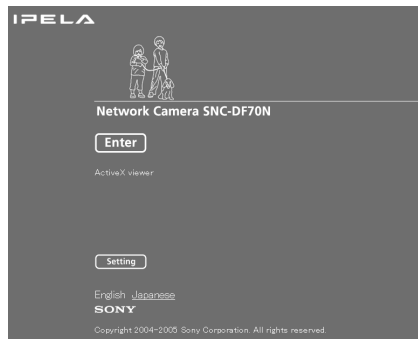 IPELA
Network Camera SNC-DF70N
Enter
ActiveX viewer
Setting
English Japanese
SONY
Copyright 2004-2005 Sony Corporation. All rights reserved.